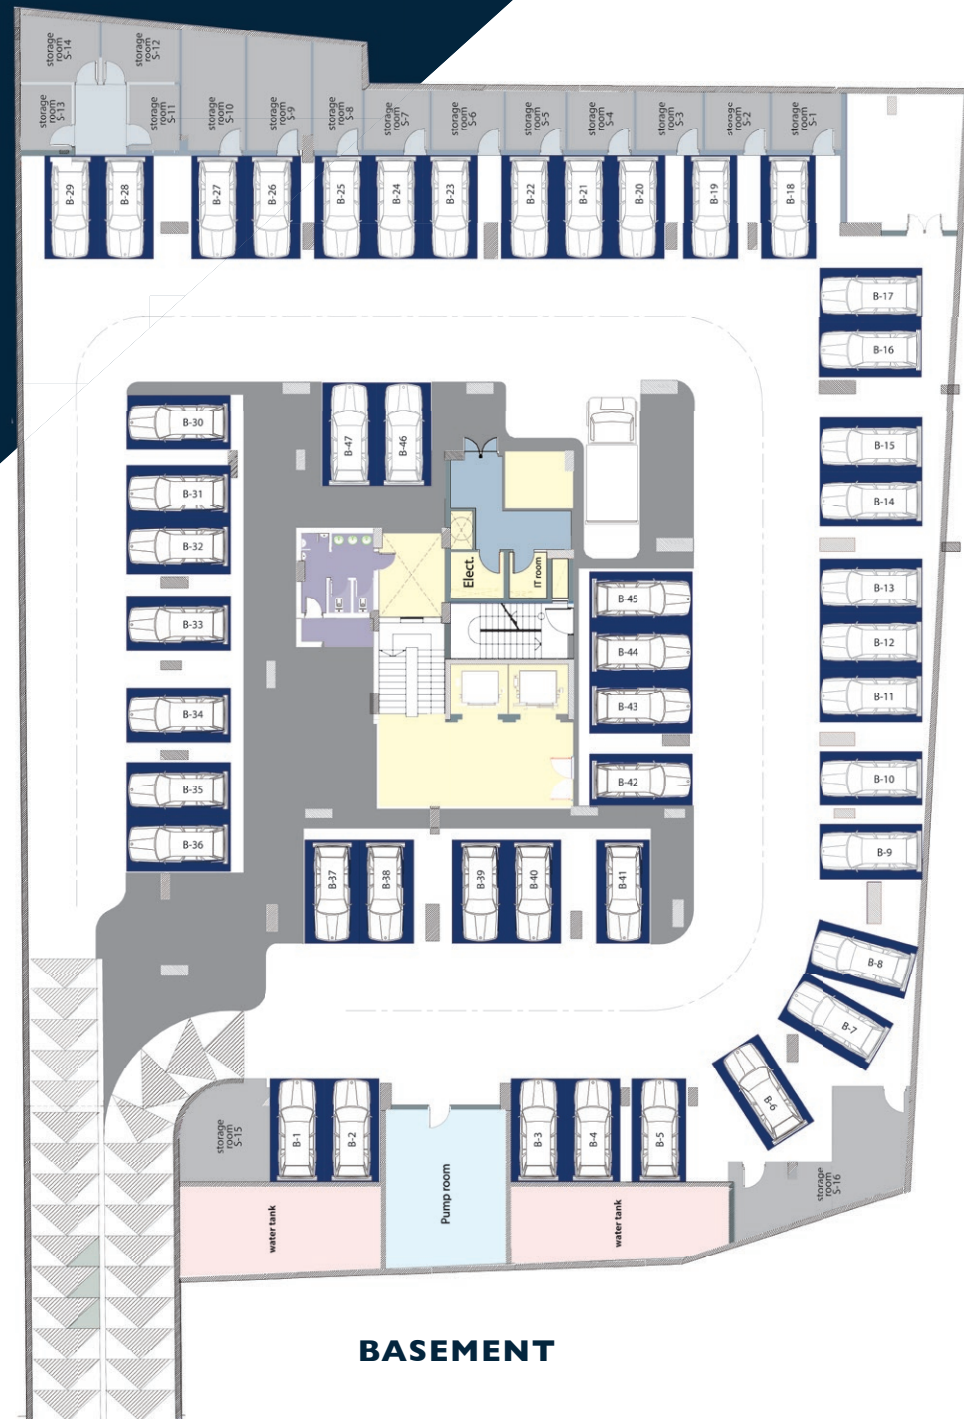 storage
room
S-14
storage
room
S-12
storage
room
S-13
storage
room
S-11
storage
room
S-10
storage
room
S-9
storage
room
S-8
storage
room
S-7
storage
room
S-6
storage
room
S-5
storage
room
S-4
storage
room
S-3
storage
room
S-2
storage
room
S-1
B-29
B-28
B-27
B-26
B-25
B-24
B-23
B-22
B-21
B-20
B-19
B-18
B-17
B-16
B-15
B-14
B-13
B-12
B-11
B-10
B-9
B-8
B-7
B-6
B-30
B-31
B-32
B-33
B-34
B-35
B-36
B-47
B-46
Elect.
IT room
B-45
B-44
B-43
B-42
B-37
B-38
B-39
B-40
B-41
storage
room
S-15
B-1
B-2
Pump room
B-3
B-4
B-5
storage
room
S-16
water tank
water tank
BASEMENT